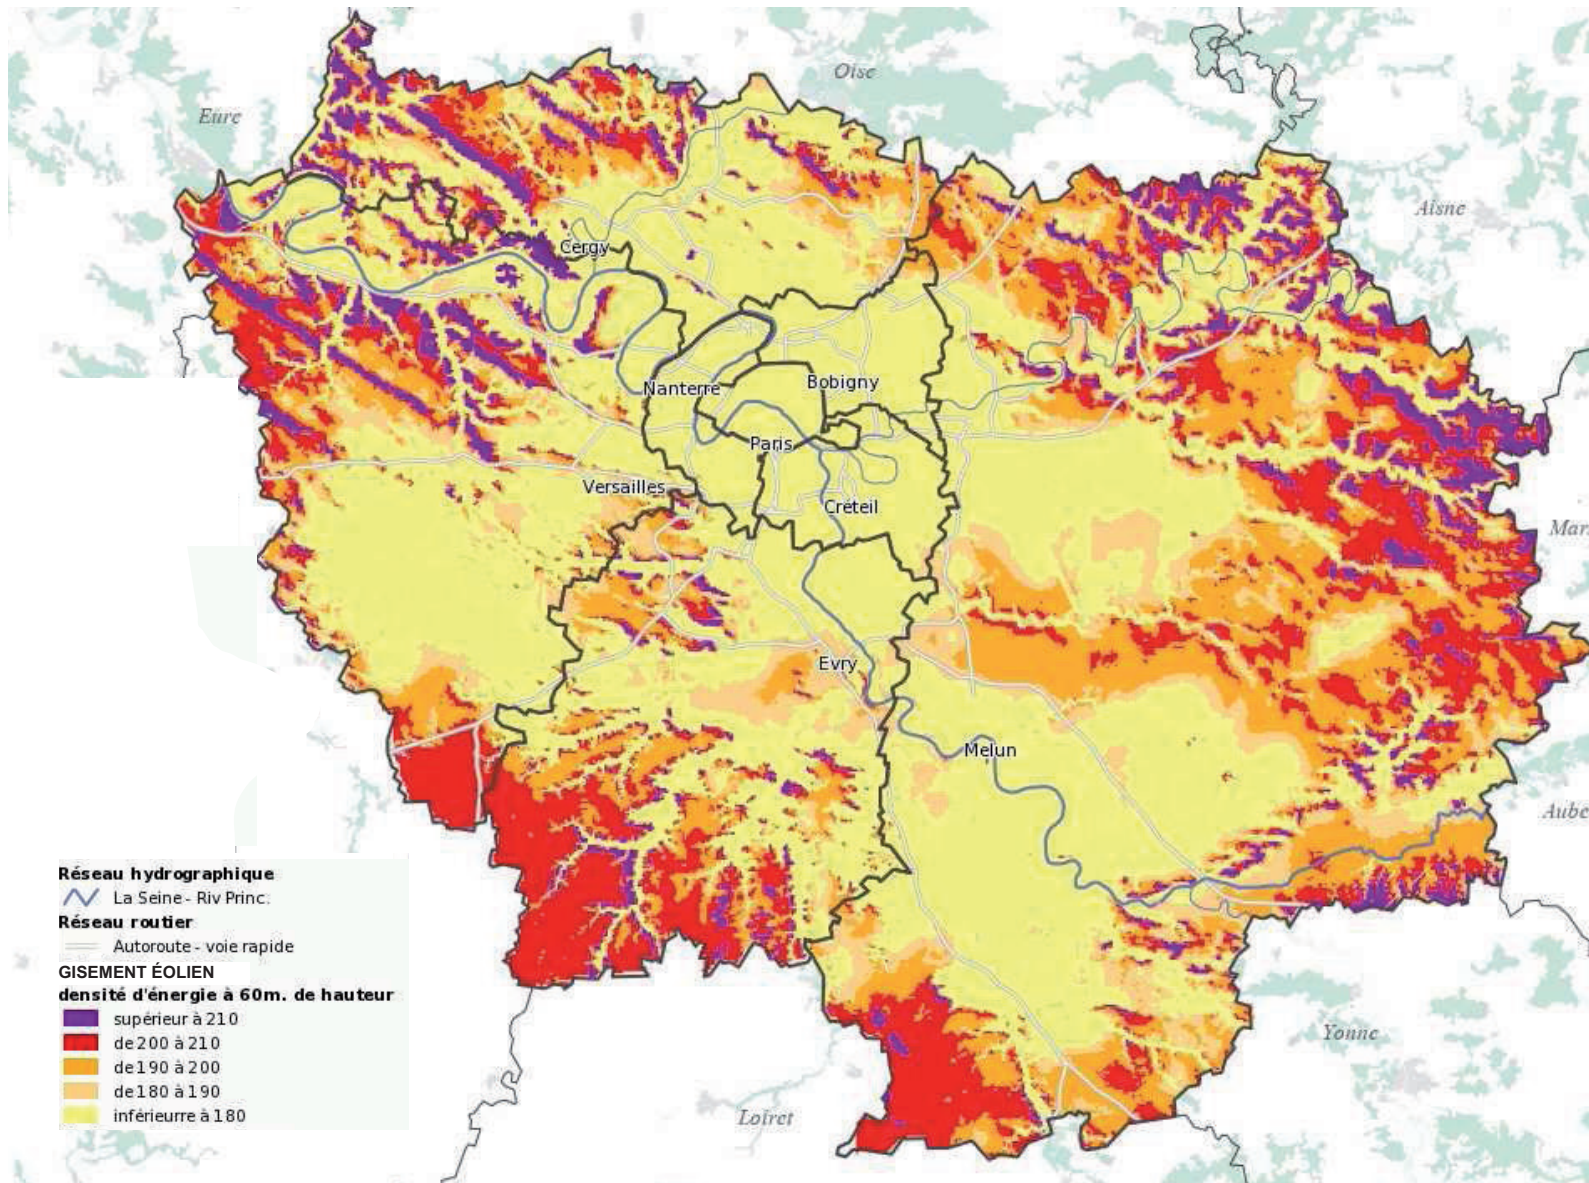 Oise
Eure
Aisne
Cergy
Nanterre
Bobigny
Paris
Versailles
Créteil
Mar
Evry
Melun
Aube
Réseau hydrographique
La Seine - Riv Princ.
Réseau routier
Autoroute - voie rapide
GISEMENT ÉOLIEN
densité d'énergie à 60m. de hauteur
supérieur à 210
de 200 à 210
de 190 à 200
de 180 à 190
inférieurre à 180
Yonne
Loiret